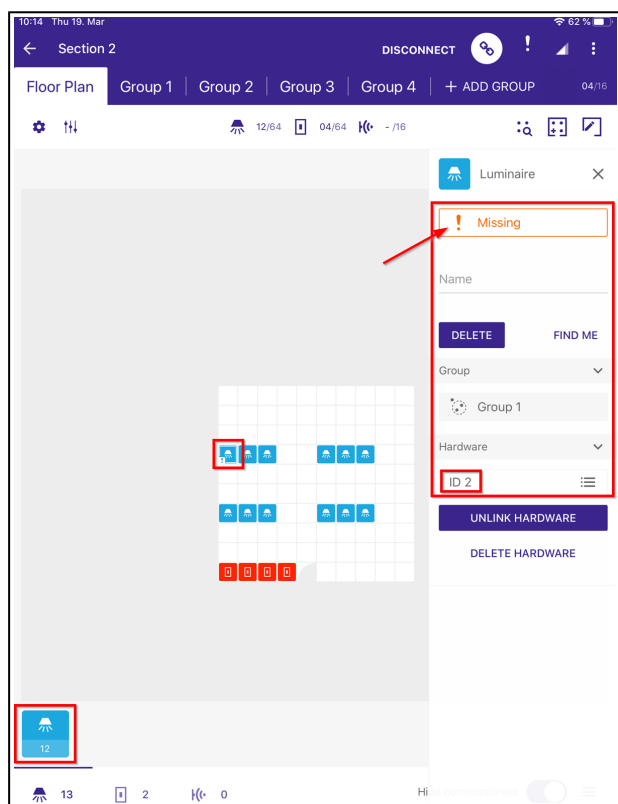 10:14 Thu 19. Mar 62 %
Section 2 DISCONNECT
Floor Plan Group 1 Group 2 Group 3 Group 4 + ADD GROUP 04/16
12/64 04/64 - /16
Luminaire
! Missing
Name
DELETE FIND ME
Group
Group 1
Hardware
ID 2
UNLINK HARDWARE
DELETE HARDWARE
12
13 2 0